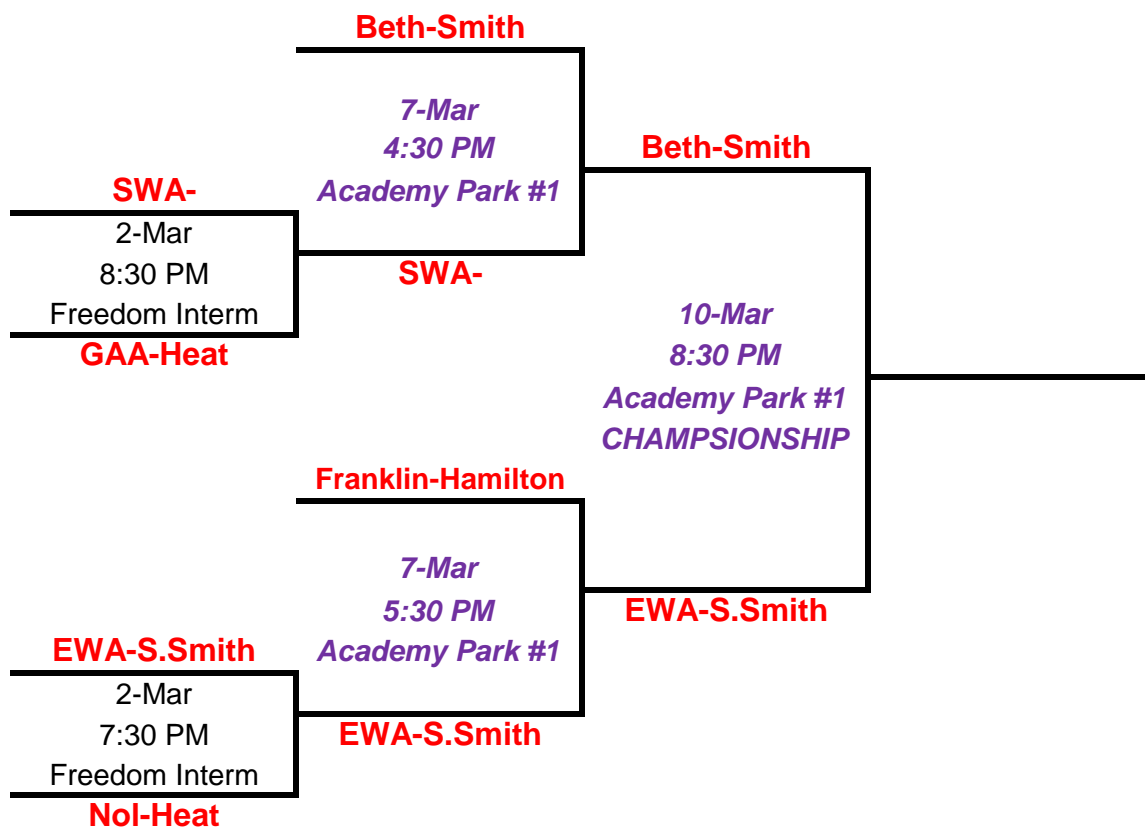 Beth-Smith
7-Mar
4:30 PM
Academy Park #1
Beth-Smith
SWA-
2-Mar
8:30 PM
Freedom Interm
GAA-Heat
SWA-
10-Mar
8:30 PM
Academy Park #1
CHAMPSIONSHIP
Franklin-Hamilton
7-Mar
5:30 PM
Academy Park #1
EWA-S.Smith
EWA-S.Smith
2-Mar
7:30 PM
Freedom Interm
Nol-Heat
EWA-S.Smith